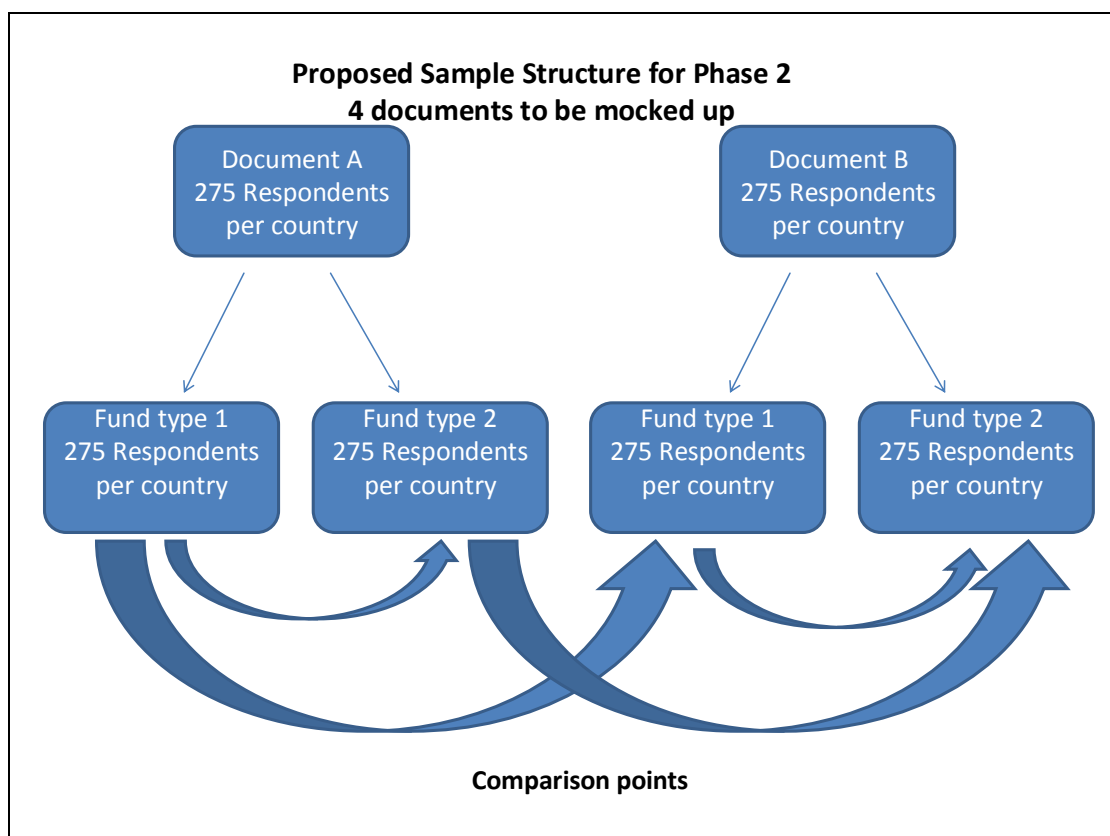 Proposed Sample Structure for Phase 2
4 documents to be mocked up
Document A
275 Respondents
per country
Document B
275 Respondents
per country
Fund type 1
275 Respondents
per country
Fund type 2
275 Respondents
per country
Fund type 1
275 Respondents
per country
Fund type 2
275 Respondents
per country
Comparison points